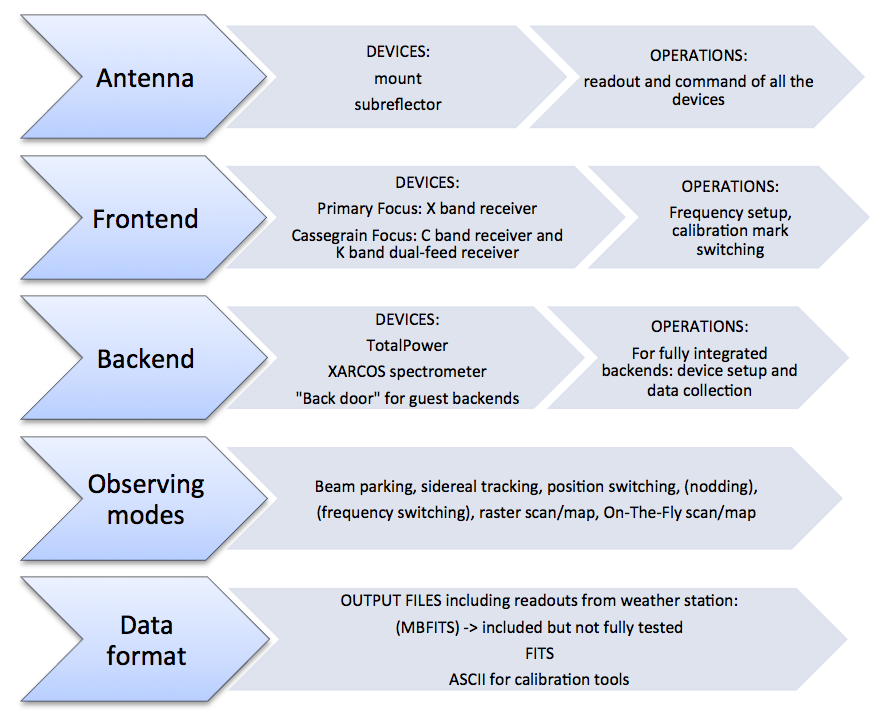 Antenna
DEVICES:
mount
subreflector
OPERATIONS:
readout and command of all the
devices
Frontend
DEVICES:
Primary Focus: X band receiver
Cassegrain Focus: C band receiver and
K band dual-feed receiver
OPERATIONS:
Frequency setup,
calibration mark
switching
Backend
DEVICES:
TotalPower
XARCOS spectrometer
"Back door" for guest backends
OPERATIONS:
For fully integrated
backends: device setup and
data collection
Observing
modes
Beam parking, sidereal tracking, position switching, (nodding),
(frequency switching), raster scan/map, On-The-Fly scan/map
Data
format
OUTPUT FILES including readouts from weather station:
(MBFITS) -> included but not fully tested
FITS
ASCII for calibration tools